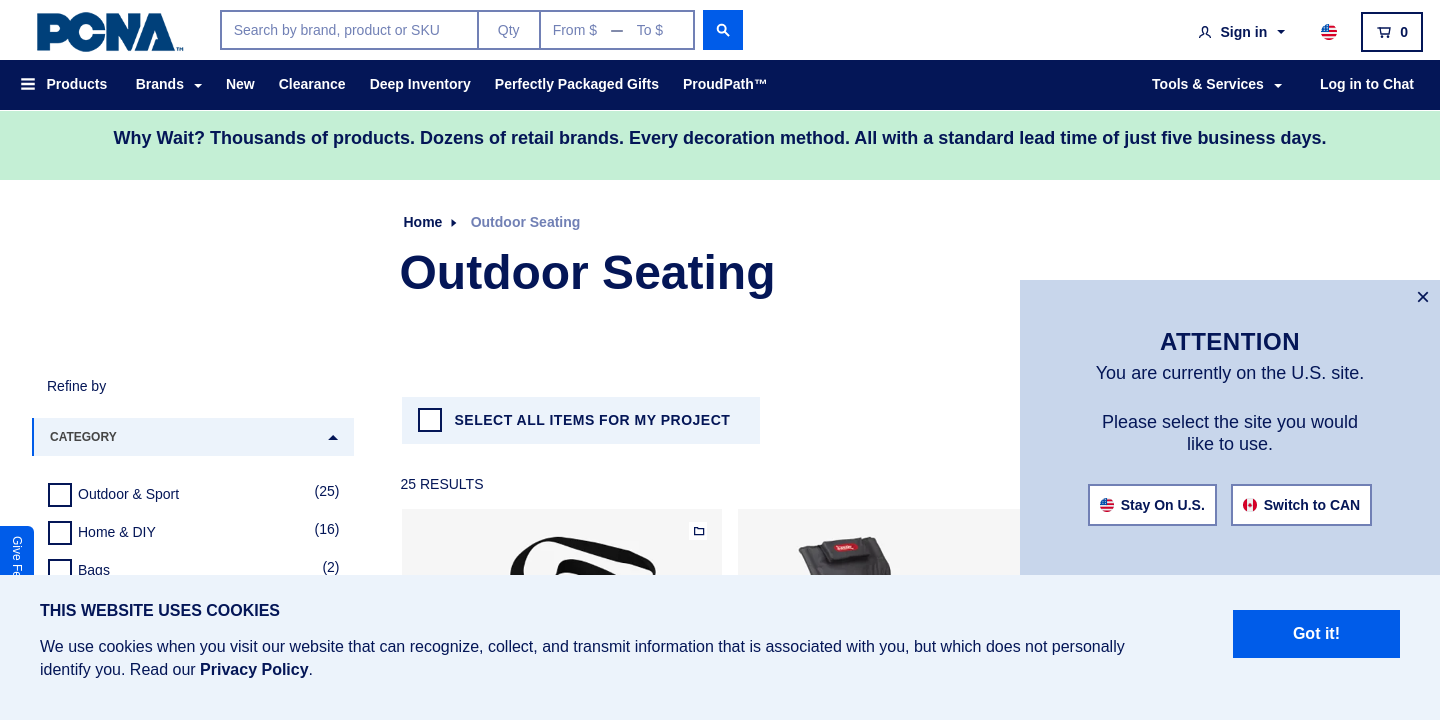 PCNA™
Search by brand, product or SKU
Qty
From $ — To $
Sign in
0
Products
Brands
New
Clearance
Deep Inventory
Perfectly Packaged Gifts
ProudPath™
Tools & Services
Log in to Chat
Why Wait? Thousands of products. Dozens of retail brands. Every decoration method. All with a standard lead time of just five business days.
Home
Outdoor Seating
Outdoor Seating
ATTENTION
You are currently on the U.S. site.
Please select the site you would
like to use.
Stay On U.S.
Switch to CAN
Refine by
CATEGORY
Outdoor & Sport (25)
Home & DIY (16)
Bags (2)
SELECT ALL ITEMS FOR MY PROJECT
25 RESULTS
Give Fe
THIS WEBSITE USES COOKIES
We use cookies when you visit our website that can recognize, collect, and transmit information that is associated with you, but which does not personally
identify you. Read our Privacy Policy.
Got it!